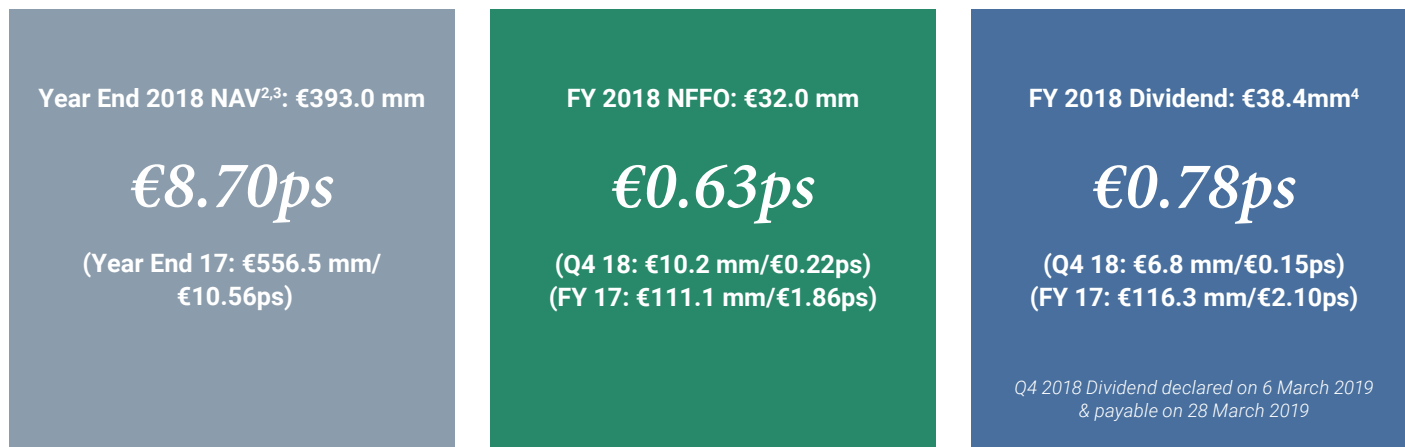 Year End 2018 NAV2,3: €393.0 mm
€8.70ps
(Year End 17: €556.5 mm/
€10.56ps)
FY 2018 NFFO: €32.0 mm
€0.63ps
(Q4 18: €10.2 mm/€0.22ps)
(FY 17: €111.1 mm/€1.86ps)
FY 2018 Dividend: €38.4mm4
€0.78ps
(Q4 18: €6.8 mm/€0.15ps)
(FY 17: €116.3 mm/€2.10ps)
Q4 2018 Dividend declared on 6 March 2019
& payable on 28 March 2019